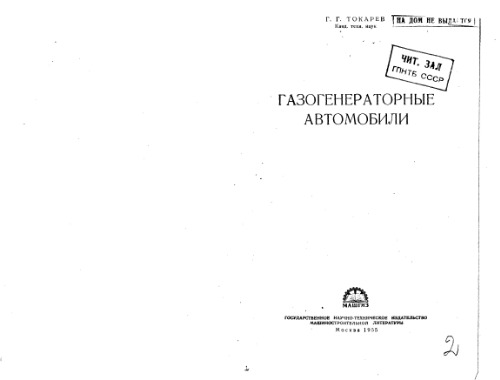 Г. Г. ТОКАРЕВ
Канд. техн. наук
НА ДОМ НЕ
ЧИТ. ЗАЛ
ГПНТБ СССР
ГАЗОГЕНЕРАТОРНЫЕ
АВТОМОБИЛИ
МАШГИЗ
ГОСУДАРСТВЕННОЕ НАУЧНО-ТЕХНИЧЕСКОЕ ИЗДАТЕЛЬСТВО
МАШИНОСТРОИТЕЛЬНОЙ ЛИТЕРАТУРЫ
Москва 1955
2